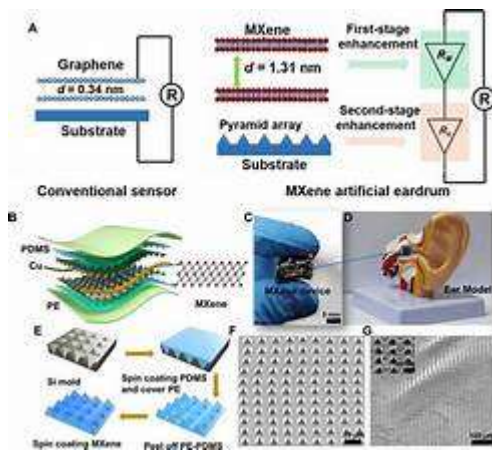 A
Graphene
d = 0.34 nm
Substrate
R
Conventional sensor
MXene
d = 1.31 nm
Pyramid array
Substrate
First-stage
enhancement
Second-stage
enhancement
R
MXene artificial eardrum
B
PDMS
Cu
PE
MXene
C
MXene device
D
Ear Model
E
Si mold
Spin coating PDMS
and cover PE
Spin coating MXene
Peel off PE-PDMS
F
G